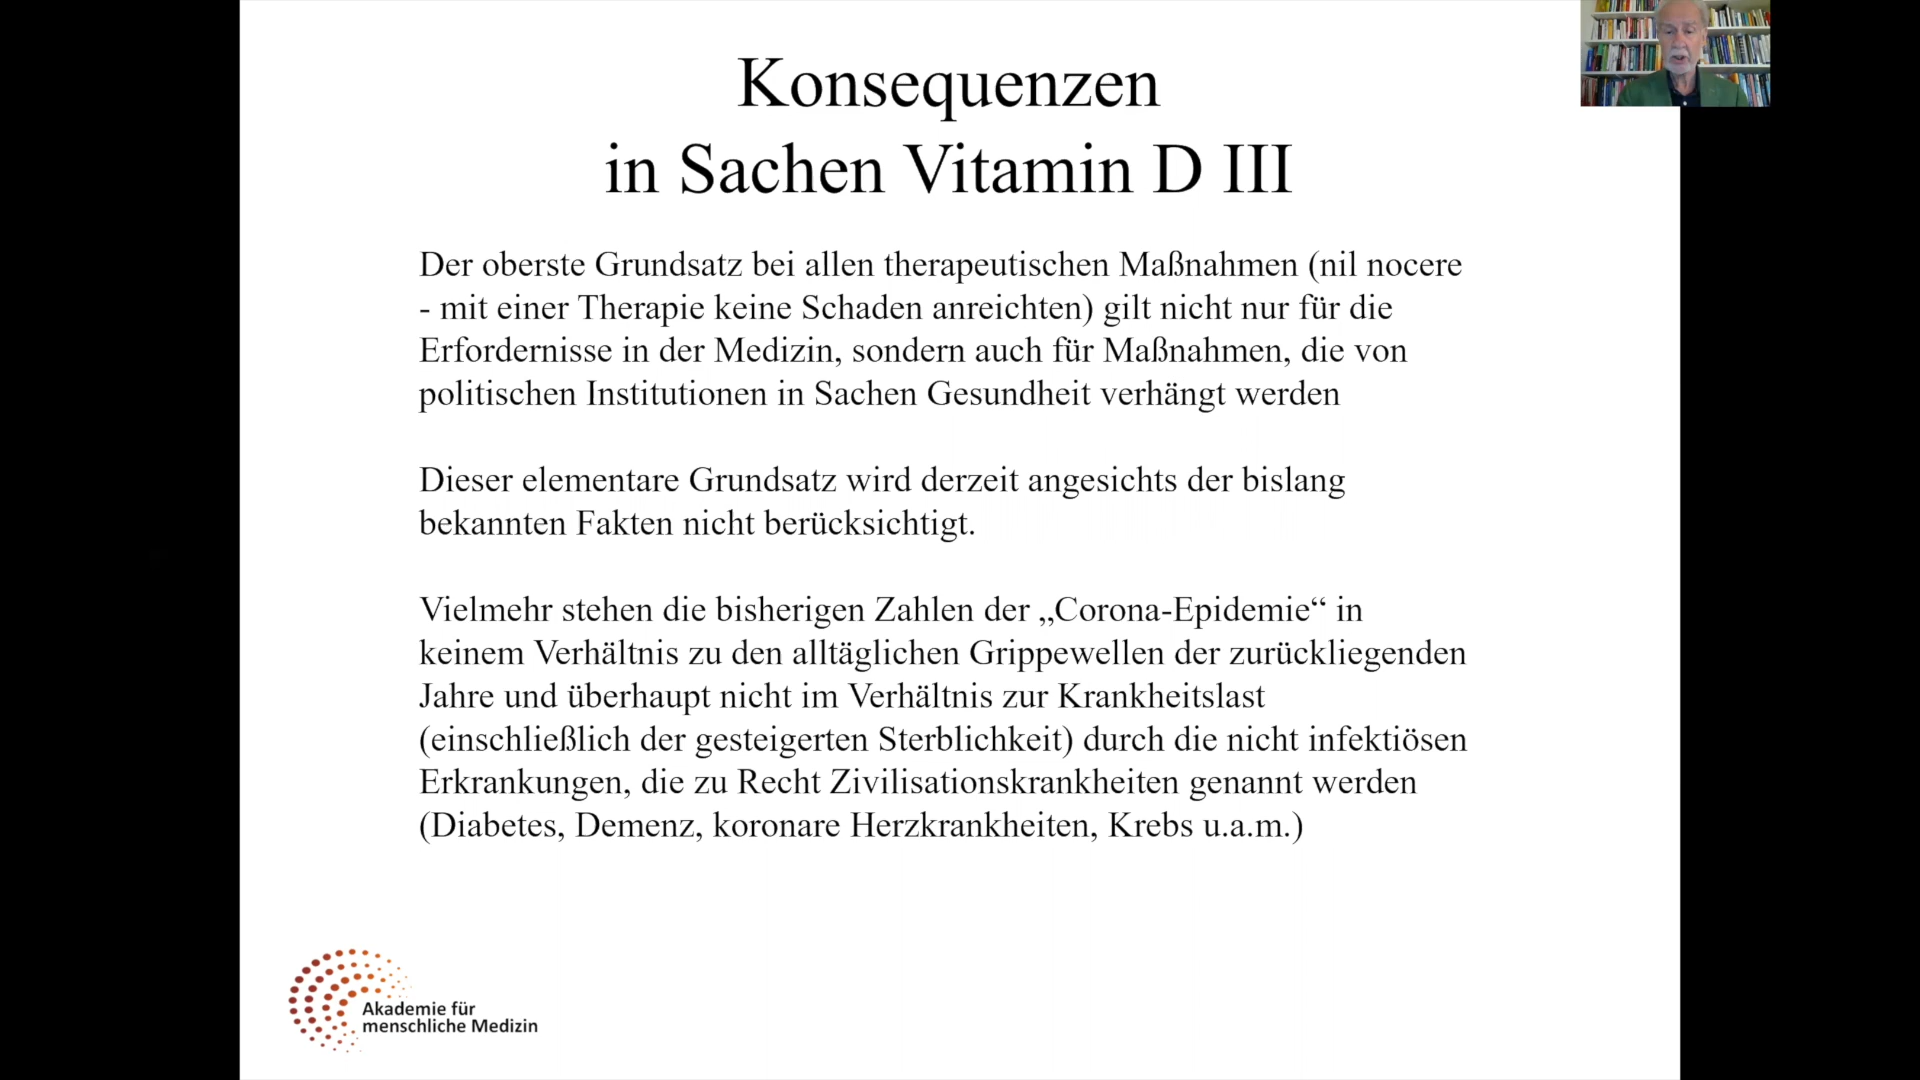 Konsequenzen
in Sachen Vitamin D III
Der oberste Grundsatz bei allen therapeutischen Maßnahmen (nil nocere
- mit einer Therapie keine Schaden anreichten) gilt nicht nur für die
Erfordernisse in der Medizin, sondern auch für Maßnahmen, die von
politischen Institutionen in Sachen Gesundheit verhängt werden
Dieser elementare Grundsatz wird derzeit angesichts der bislang
bekannten Fakten nicht berücksichtigt.
Vielmehr stehen die bisherigen Zahlen der „Corona-Epidemie“ in
keinem Verhältnis zu den alltäglichen Grippewellen der zurückliegenden
Jahre und überhaupt nicht im Verhältnis zur Krankheitslast
(einschließlich der gesteigerten Sterblichkeit) durch die nicht infektiösen
Erkrankungen, die zu Recht Zivilisationskrankheiten genannt werden
(Diabetes, Demenz, koronare Herzkrankheiten, Krebs u.a.m.)
Akademie für
menschliche Medizin